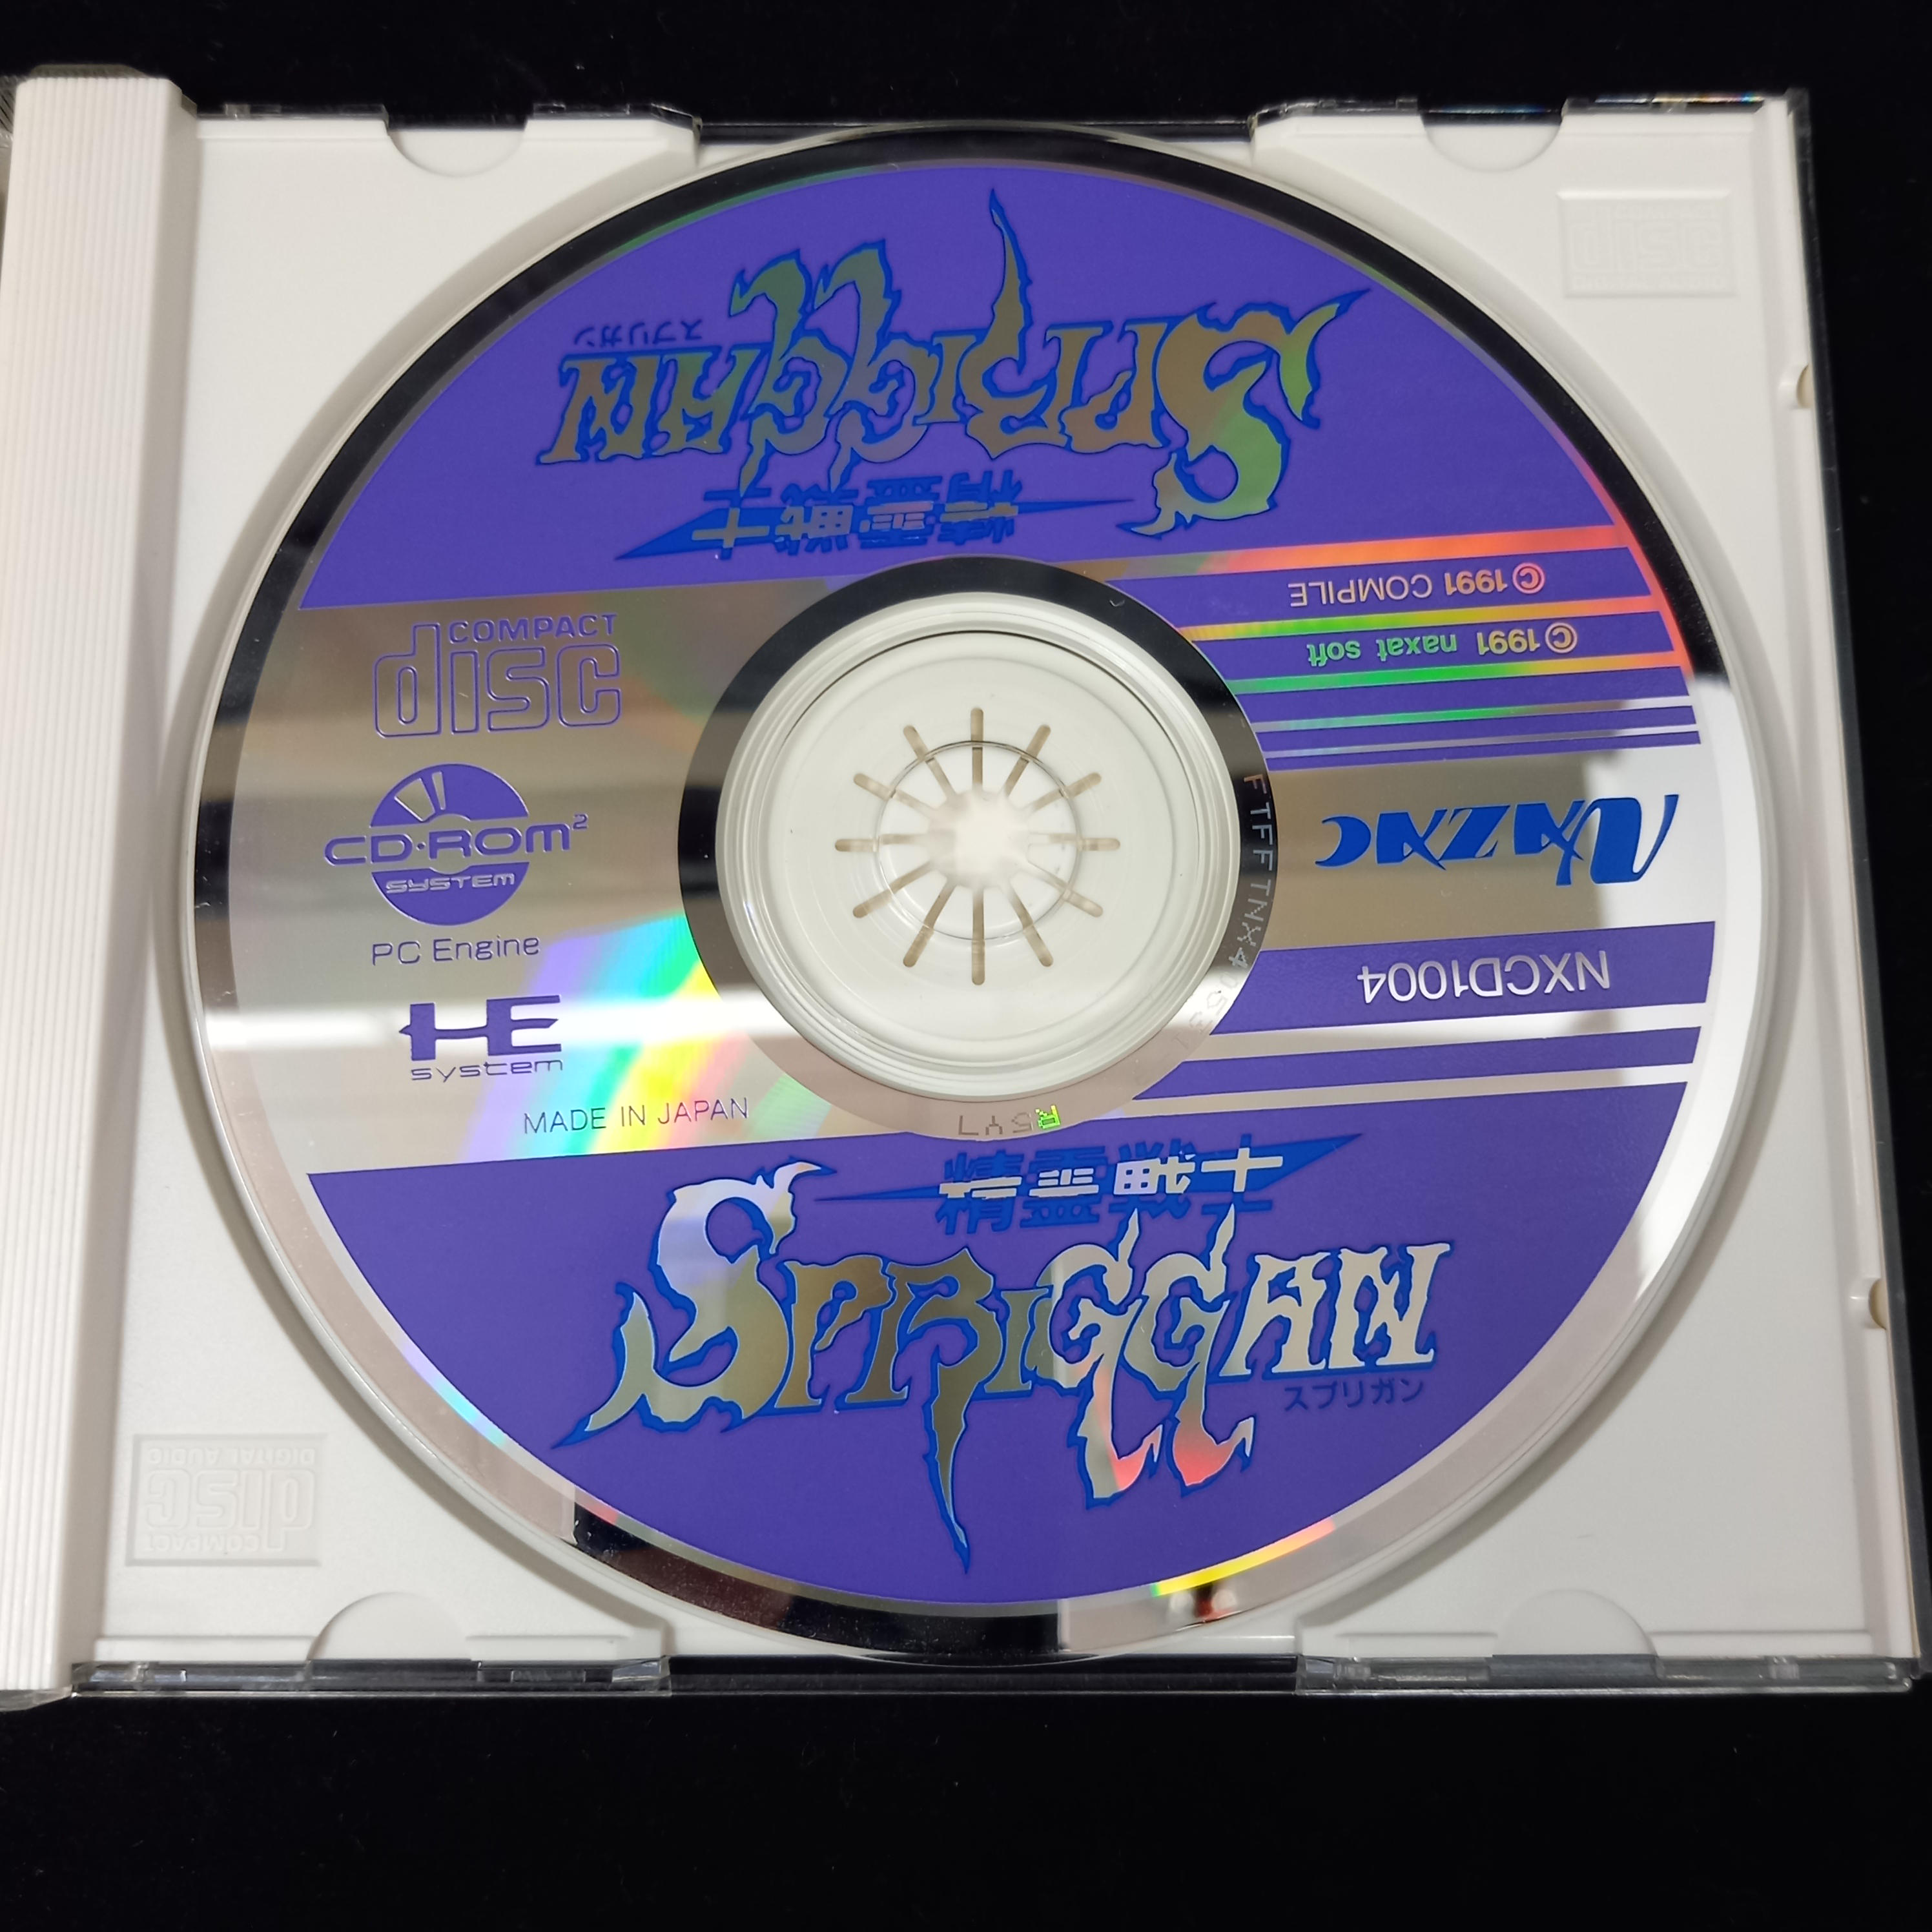 SPRIGGAN
スプリガン
精霊戦士
© 1991 COMPILE
© 1991 naxat soft
NAZAC
NXCD1004
COMPACT
disc
CD-ROM²
SYSTEM
PC Engine
HE
system
MADE IN JAPAN
精霊戦士
SPRIGGAN
スプリガン
disc
COMPACT
disc
DIGITAL AUDIO